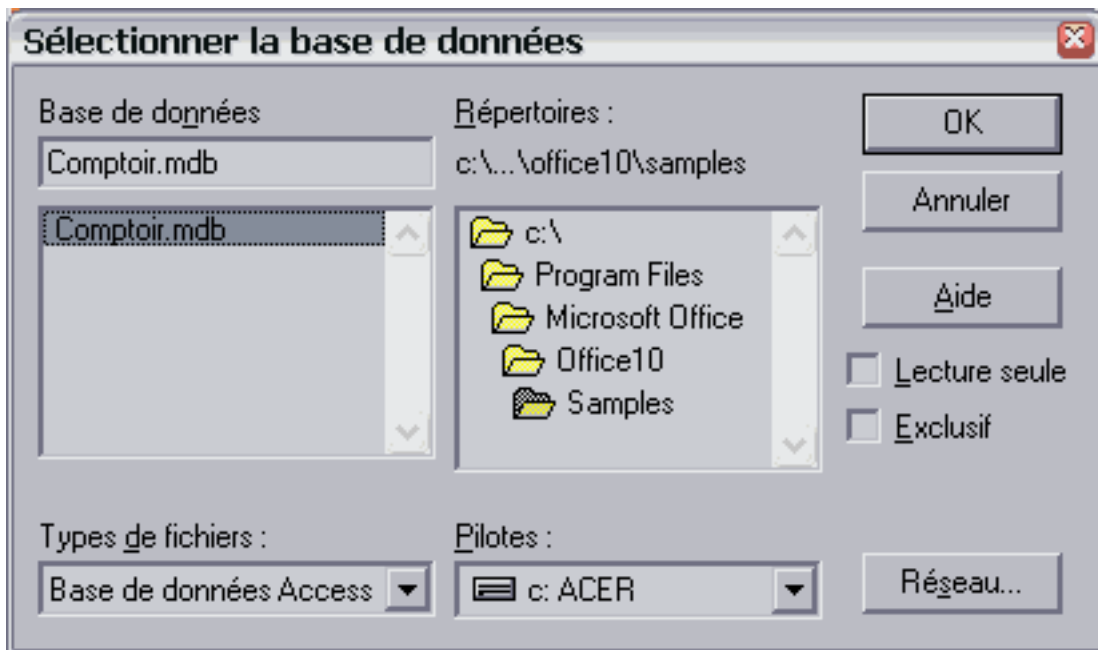 Sélectionner la base de données
Base de données
Comptoir.mdb
Comptoir.mdb
Répertoires :
c:\...\office10\samples
c:\
Program Files
Microsoft Office
Office10
Samples
OK
Annuler
Aide
Lecture seule
Exclusif
Types de fichiers :
Base de données Access
Pilotes :
c: ACER
Réseau...